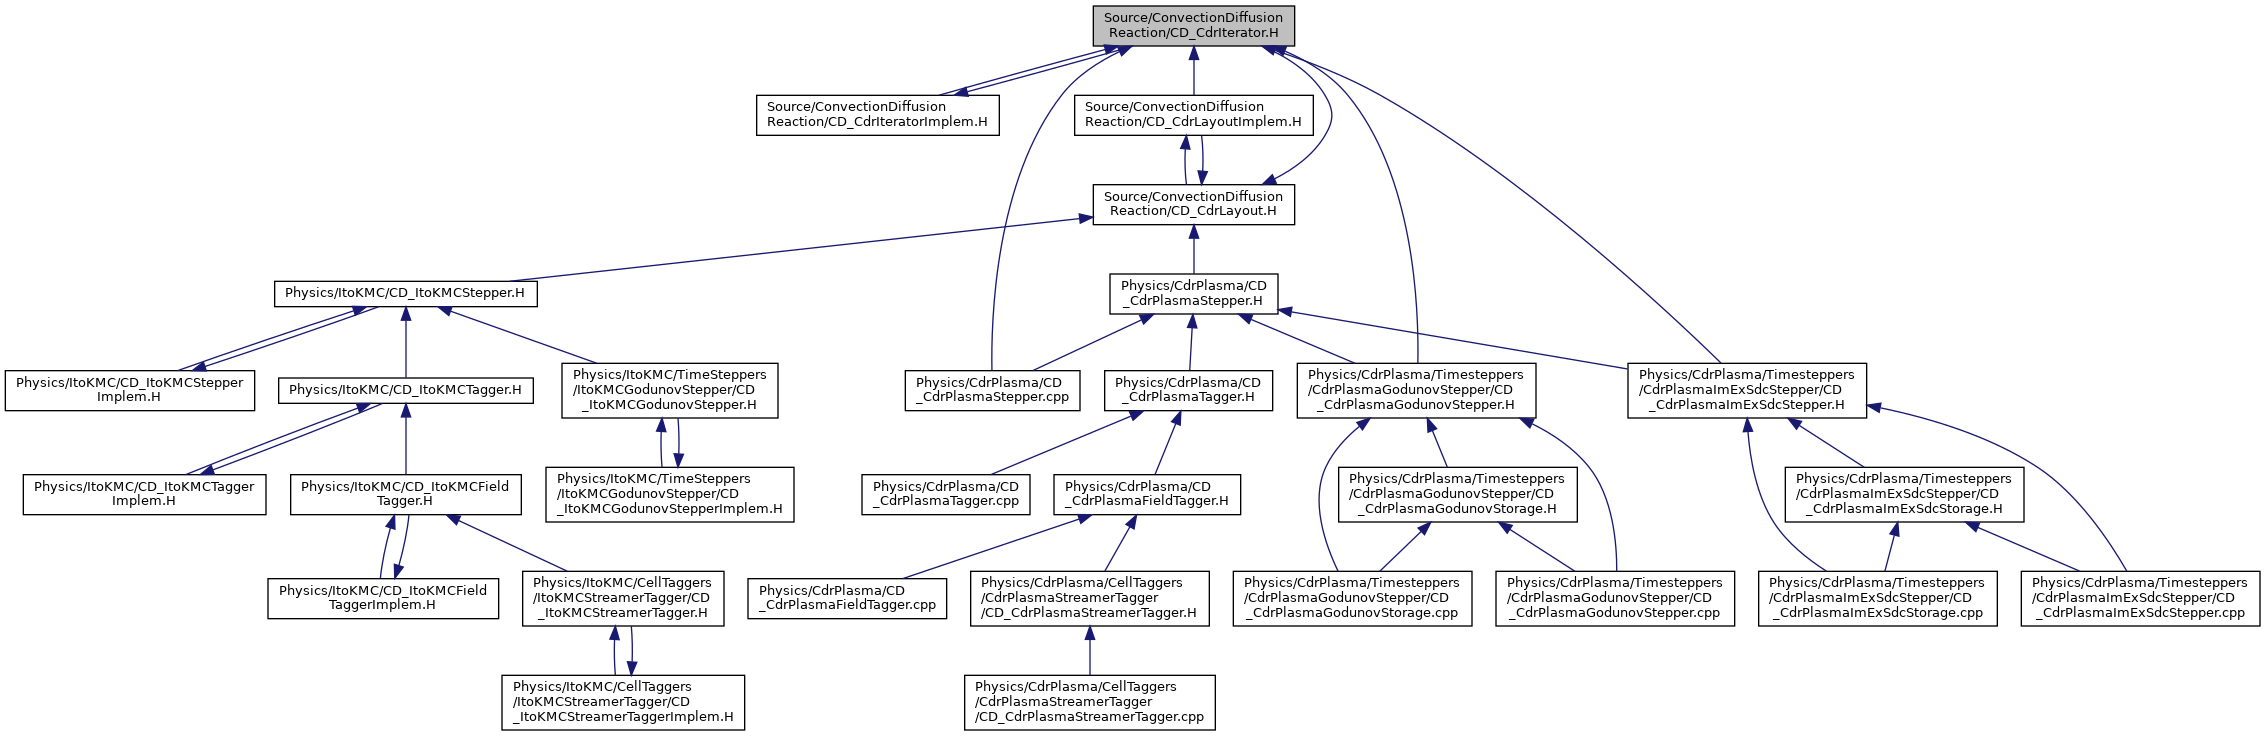 Source/ConvectionDiffusion
Reaction/CD_CdrIterator.H
Source/ConvectionDiffusion
Reaction/CD_CdrIteratorImplem.H
Source/ConvectionDiffusion
Reaction/CD_CdrLayoutImplem.H
Source/ConvectionDiffusion
Reaction/CD_CdrLayout.H
Physics/ItoKMC/CD_ItoKMCStepper.H
Physics/CdrPlasma/CD
_CdrPlasmaStepper.H
Physics/ItoKMC/CD_ItoKMCStepper
Implem.H
Physics/ItoKMC/CD_ItoKMCTagger.H
Physics/ItoKMC/TimeSteppers
/ItoKMCGodunovStepper/CD
_ItoKMCGodunovStepper.H
Physics/CdrPlasma/CD
_CdrPlasmaStepper.cpp
Physics/CdrPlasma/CD
_CdrPlasmaTagger.H
Physics/CdrPlasma/Timesteppers
/CdrPlasmaGodunovStepper/CD
_CdrPlasmaGodunovStepper.H
Physics/CdrPlasma/Timesteppers
/CdrPlasmaImExSdcStepper/CD
_CdrPlasmaImExSdcStepper.H
Physics/ItoKMC/CD_ItoKMCTagger
Implem.H
Physics/ItoKMC/CD_ItoKMCField
Tagger.H
Physics/ItoKMC/TimeSteppers
/ItoKMCGodunovStepper/CD
_ItoKMCGodunovStepperImplem.H
Physics/CdrPlasma/CD
_CdrPlasmaTagger.cpp
Physics/CdrPlasma/CD
_CdrPlasmaFieldTagger.H
Physics/CdrPlasma/Timesteppers
/CdrPlasmaGodunovStepper/CD
_CdrPlasmaGodunovStorage.H
Physics/CdrPlasma/Timesteppers
/CdrPlasmaImExSdcStepper/CD
_CdrPlasmaImExSdcStorage.H
Physics/ItoKMC/CD_ItoKMCField
TaggerImplem.H
Physics/ItoKMC/CellTaggers
/ItoKMCStreamerTagger/CD
_ItoKMCStreamerTagger.H
Physics/CdrPlasma/CD
_CdrPlasmaFieldTagger.cpp
Physics/CdrPlasma/CellTaggers
/CdrPlasmaStreamerTagger
/CD_CdrPlasmaStreamerTagger.H
Physics/CdrPlasma/Timesteppers
/CdrPlasmaGodunovStepper/CD
_CdrPlasmaGodunovStorage.cpp
Physics/CdrPlasma/Timesteppers
/CdrPlasmaGodunovStepper/CD
_CdrPlasmaGodunovStepper.cpp
Physics/CdrPlasma/Timesteppers
/CdrPlasmaImExSdcStepper/CD
_CdrPlasmaImExSdcStorage.cpp
Physics/CdrPlasma/Timesteppers
/CdrPlasmaImExSdcStepper/CD
_CdrPlasmaImExSdcStepper.cpp
Physics/ItoKMC/CellTaggers
/ItoKMCStreamerTagger/CD
_ItoKMCStreamerTaggerImplem.H
Physics/CdrPlasma/CellTaggers
/CdrPlasmaStreamerTagger
/CD_CdrPlasmaStreamerTagger.cpp